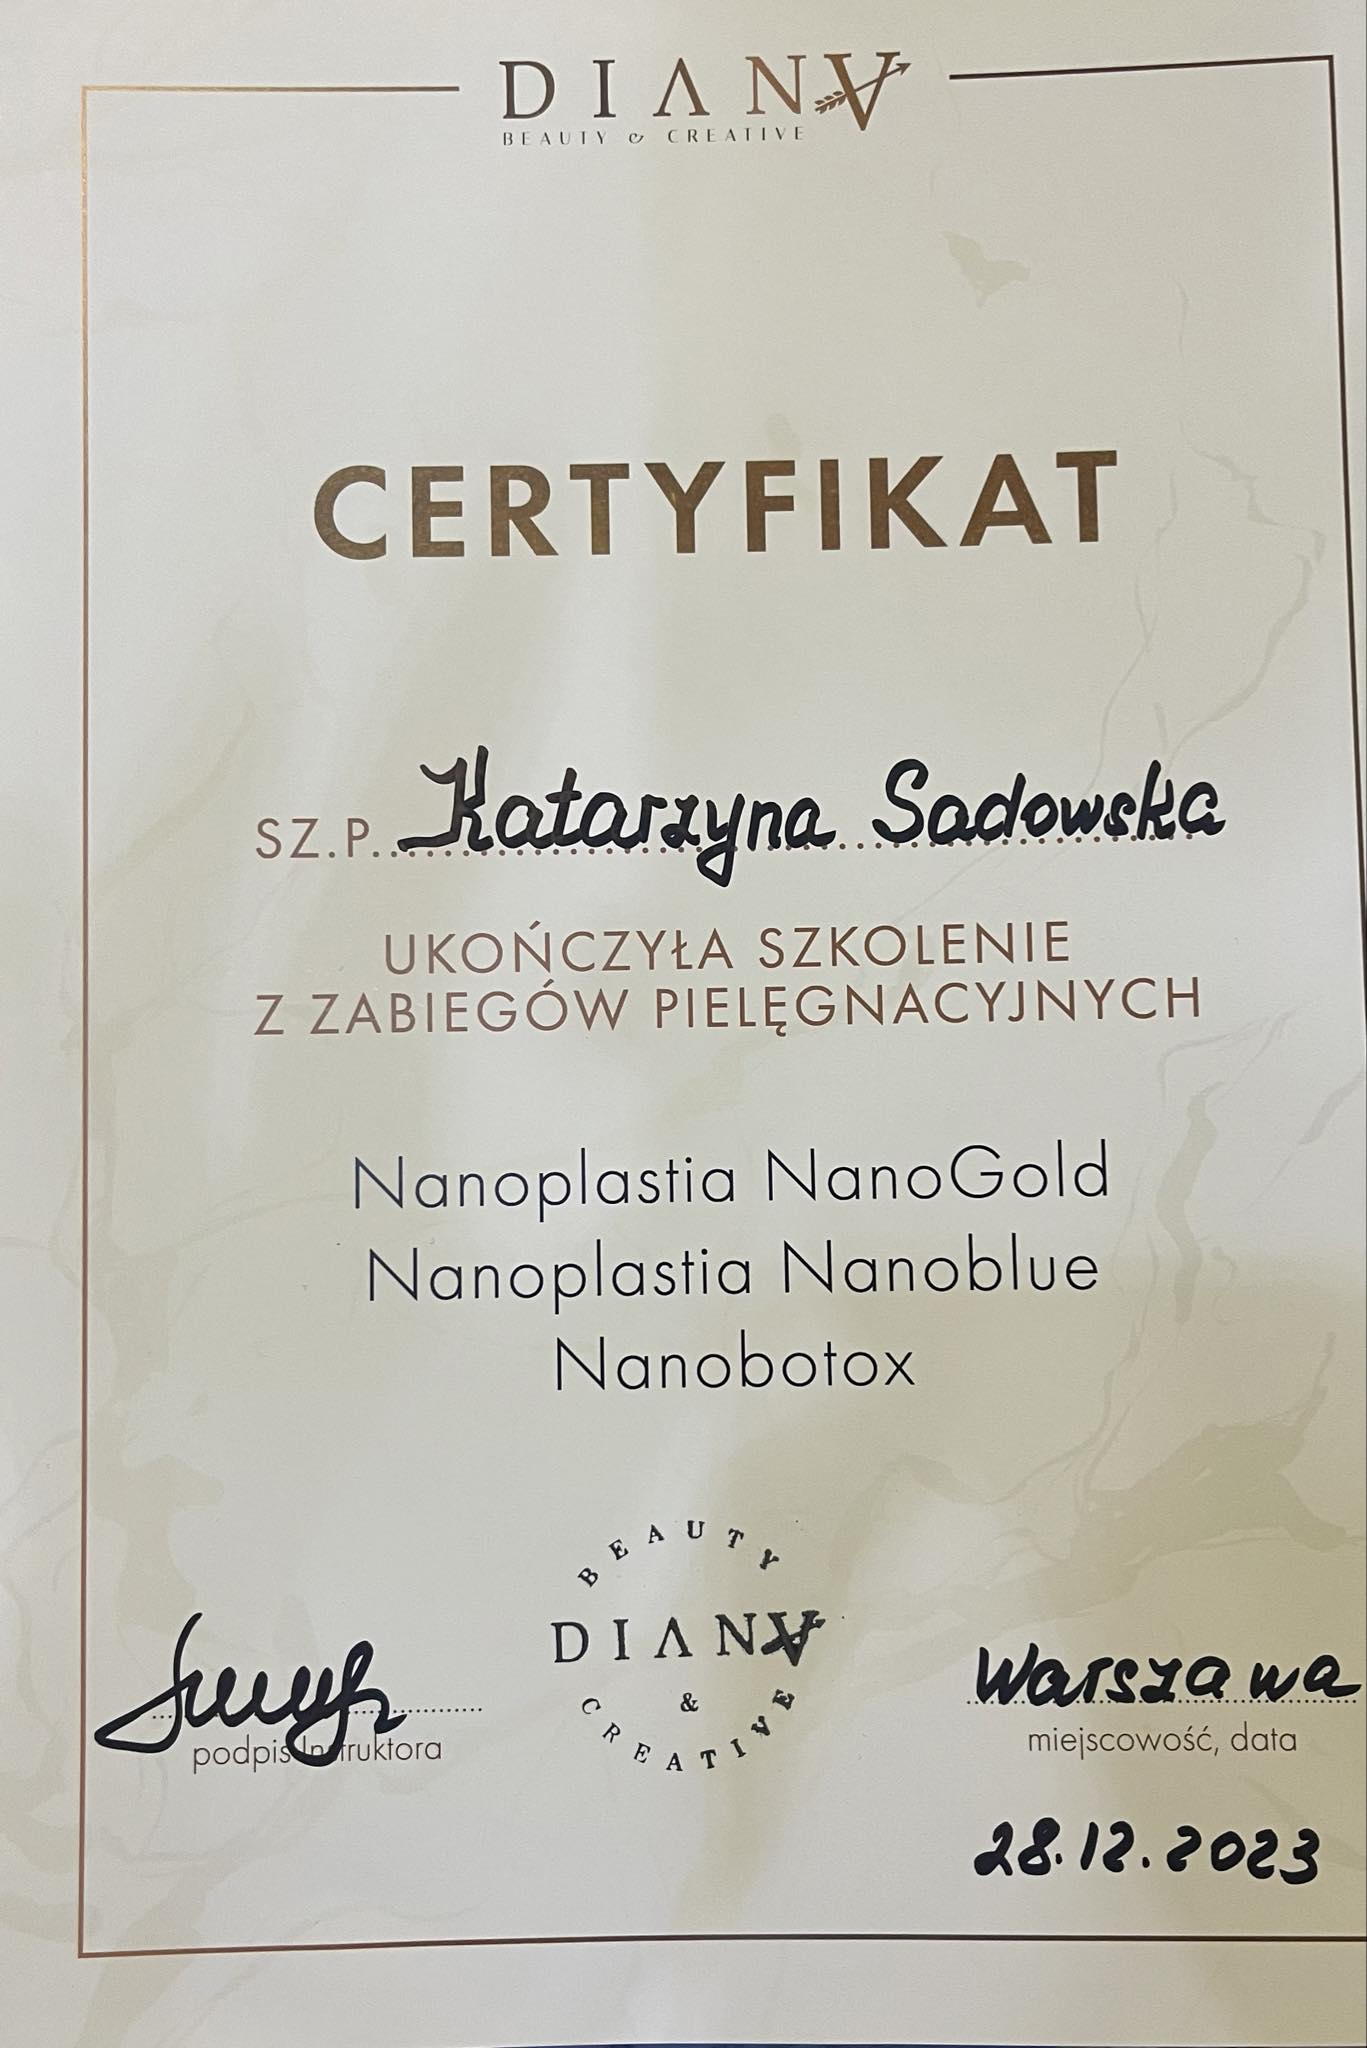 DIANA
BEAUTY & CREATIVE
CERTYFIKAT
SZ.P. Katarzyna Sadowska
UKOŃCZYŁA SZKOLENIE
Z ZABIEGÓW PIELĘGNACYJNYCH
Nanoplastia NanoGold
Nanoplastia Nanoblue
Nanobotox
BEAUTY
DIANA
&
CREATIVE
podpis Instruktora
Warszawa
miejscowość, data
28.12.2023